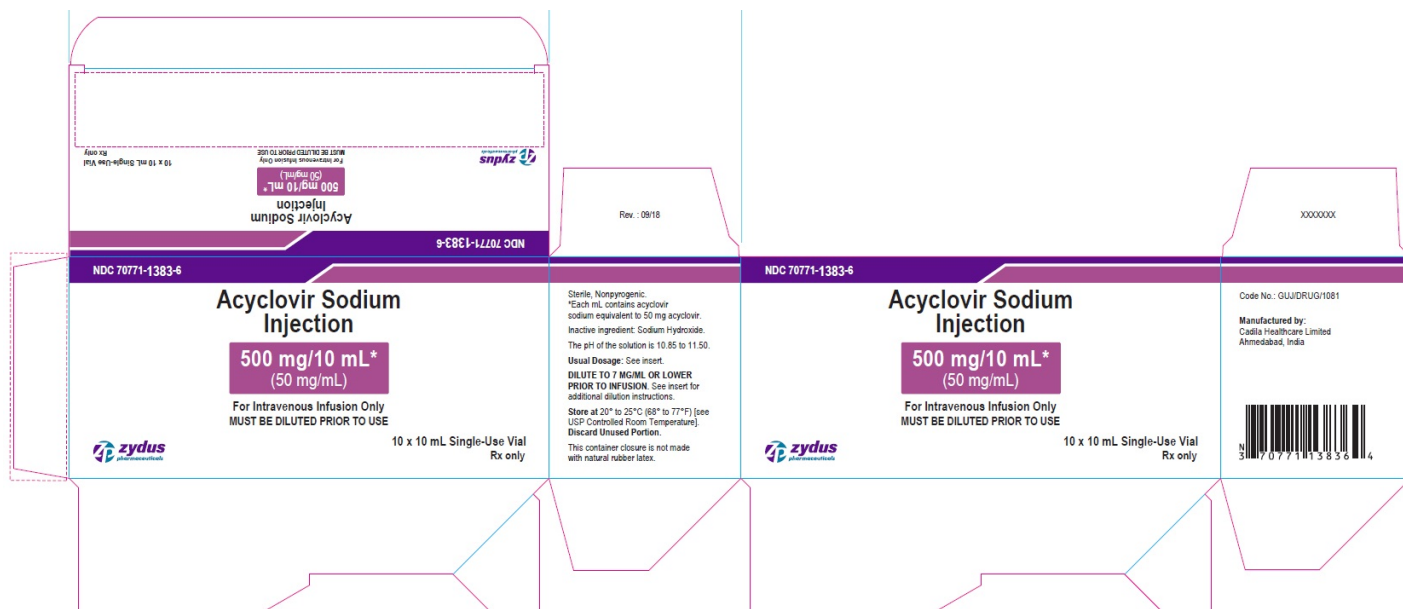 NDC 70771-1383-6
Acyclovir Sodium
Injection
500 mg/10 mL*
(50 mg/mL)
For Intravenous Infusion Only
MUST BE DILUTED PRIOR TO USE
10 x 10 mL Single-Use Vial
Rx only
zydus
pharmaceuticals
Rev. : 09/18
XXXXXXX
NDC 70771-1383-6
Acyclovir Sodium
Injection
500 mg/10 mL*
(50 mg/mL)
For Intravenous Infusion Only
MUST BE DILUTED PRIOR TO USE
zydus
pharmaceuticals
10 x 10 mL Single-Use Vial
Rx only
Sterile, Nonpyrogenic.
*Each mL contains acyclovir
sodium equivalent to 50 mg acyclovir.
Inactive ingredient: Sodium Hydroxide.
The pH of the solution is 10.85 to 11.50.
Usual Dosage: See insert.
DILUTE TO 7 MG/ML OR LOWER
PRIOR TO INFUSION. See insert for
additional dilution instructions.
Store at 20° to 25°C (68° to 77°F) [see
USP Controlled Room Temperature].
Discard Unused Portion.
This container closure is not made
with natural rubber latex.
NDC 70771-1383-6
Acyclovir Sodium
Injection
500 mg/10 mL*
(50 mg/mL)
For Intravenous Infusion Only
MUST BE DILUTED PRIOR TO USE
zydus
pharmaceuticals
10 x 10 mL Single-Use Vial
Rx only
Code No.: GUJ/DRUG/1081
Manufactured by:
Cadila Healthcare Limited
Ahmedabad, India
N
3 70771 13836 4